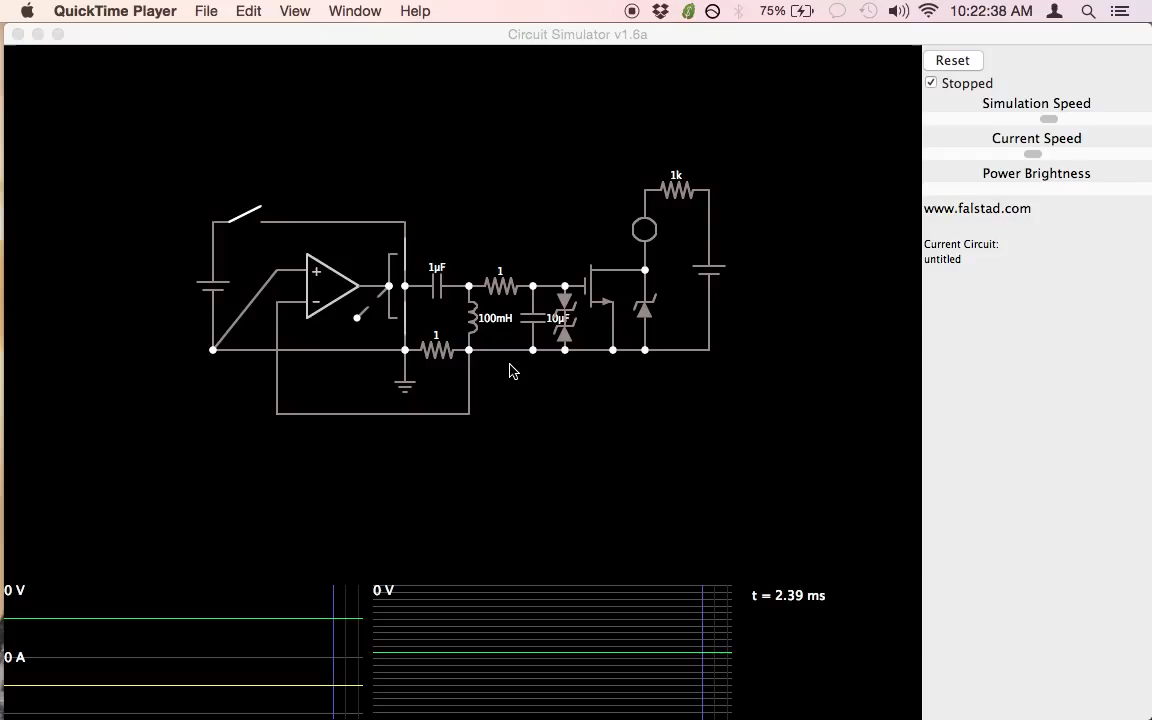 QuickTime Player File Edit View Window Help 75% 10:22:38 AM
Circuit Simulator v1.6a
Reset
Stopped
Simulation Speed
Current Speed
Power Brightness
www.falstad.com
Current Circuit:
untitled
1k
1µF
1
+
−
100mH
10µF
1
0 V
0 V
t = 2.39 ms
0 A